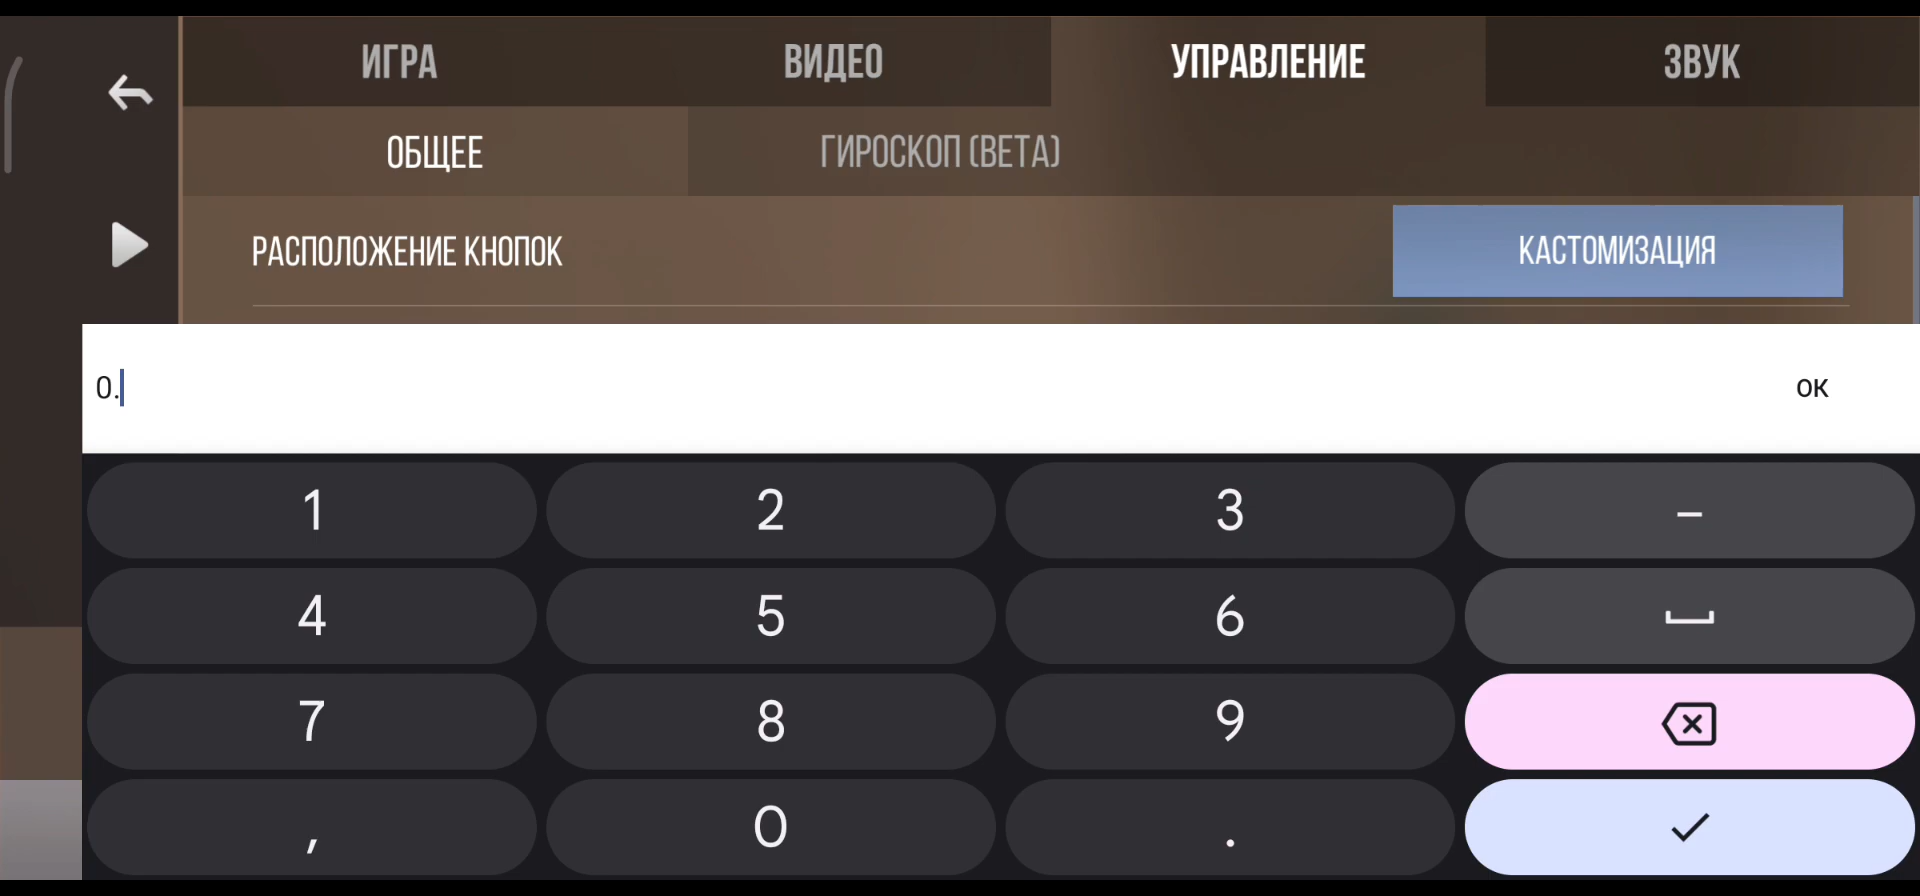 ИГРА ВИДЕО УПРАВЛЕНИЕ ЗВУК
ОБЩЕЕ ГИРОСКОП (BETA)
РАСПОЛОЖЕНИЕ КНОПОК КАСТОМИЗАЦИЯ
0. ОК
1 2 3 –
4 5 6
7 8 9
, 0 .